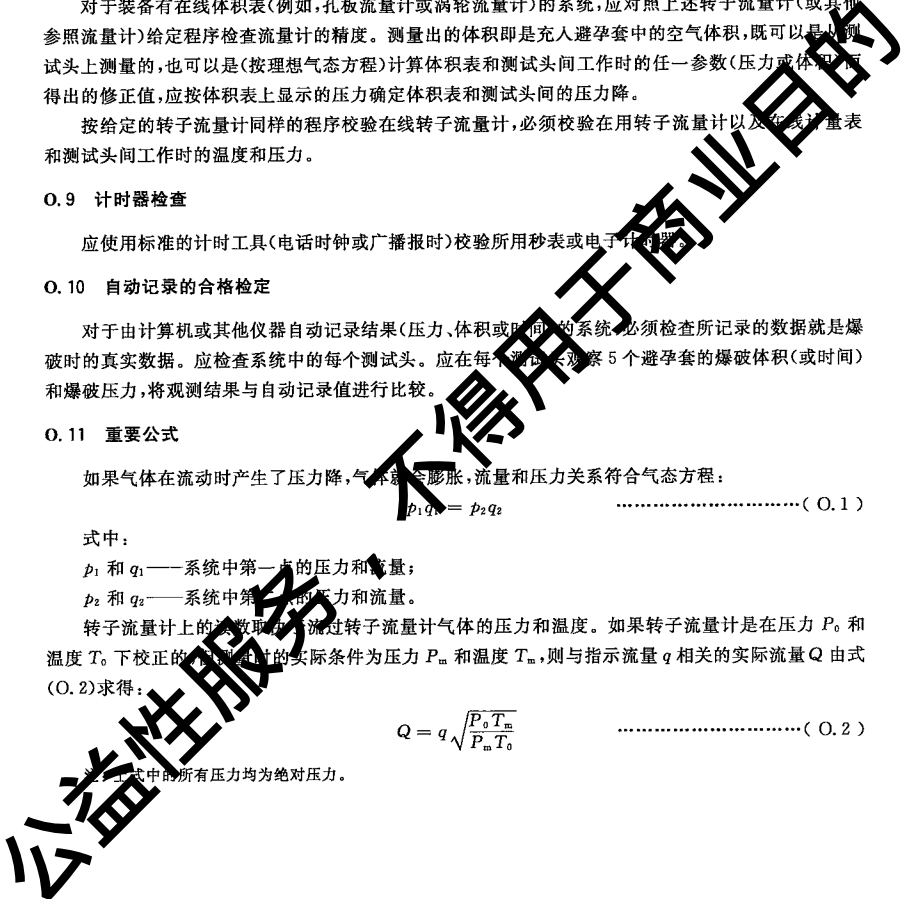 对于装备有在线体积表(例如,孔板流量计或涡轮流量计)的系统,应对照上述转子流量计(或其他
参照流量计)给定程序检查流量计的精度。测量出的体积即是充入避孕套中的空气体积,既可以是从测
试头上测量的,也可以是(按理想气态方程)计算体积表和测试头间工作时的任一参数(压力或体积)而
得出的修正值,应按体积表上显示的压力确定体积表和测试头间的压力降。
按给定的转子流量计同样的程序校验在线转子流量计,必须校验在用转子流量计以及在线计量表
和测试头间工作时的温度和压力。
O.9 计时器检查
应使用标准的计时工具(电话时钟或广播报时)校验所用秒表或电子计时器。
O.10 自动记录的合格检定
对于由计算机或其他仪器自动记录结果(压力、体积或时间)的系统,必须检查所记录的数据就是爆
破时的真实数据。应检查系统中的每个测试头。应在每个测试头观察5个避孕套的爆破体积(或时间)
和爆破压力,将观测结果与自动记录值进行比较。
O.11 重要公式
如果气体在流动时产生了压力降,气体就会膨胀,流量和压力关系符合气态方程:
p₁q₁ = p₂q₂ ……………………( O.1 )
式中:
p₁ 和 q₁——系统中第一点的压力和流量;
p₂ 和 q₂——系统中第二点的压力和流量。
转子流量计上的读数取决于流过转子流量计气体的压力和温度。如果转子流量计是在压力 P₀ 和
温度 T₀ 下校正的,但测量时的实际条件为压力 Pₘ 和温度 Tₘ,则与指示流量 q 相关的实际流量 Q 由式
(O.2)求得:
Q = q√(P₀Tₘ/PₘT₀) ……………………( O.2 )
注:上式中的所有压力均为绝对压力。
公益性服务,不得用于商业目的